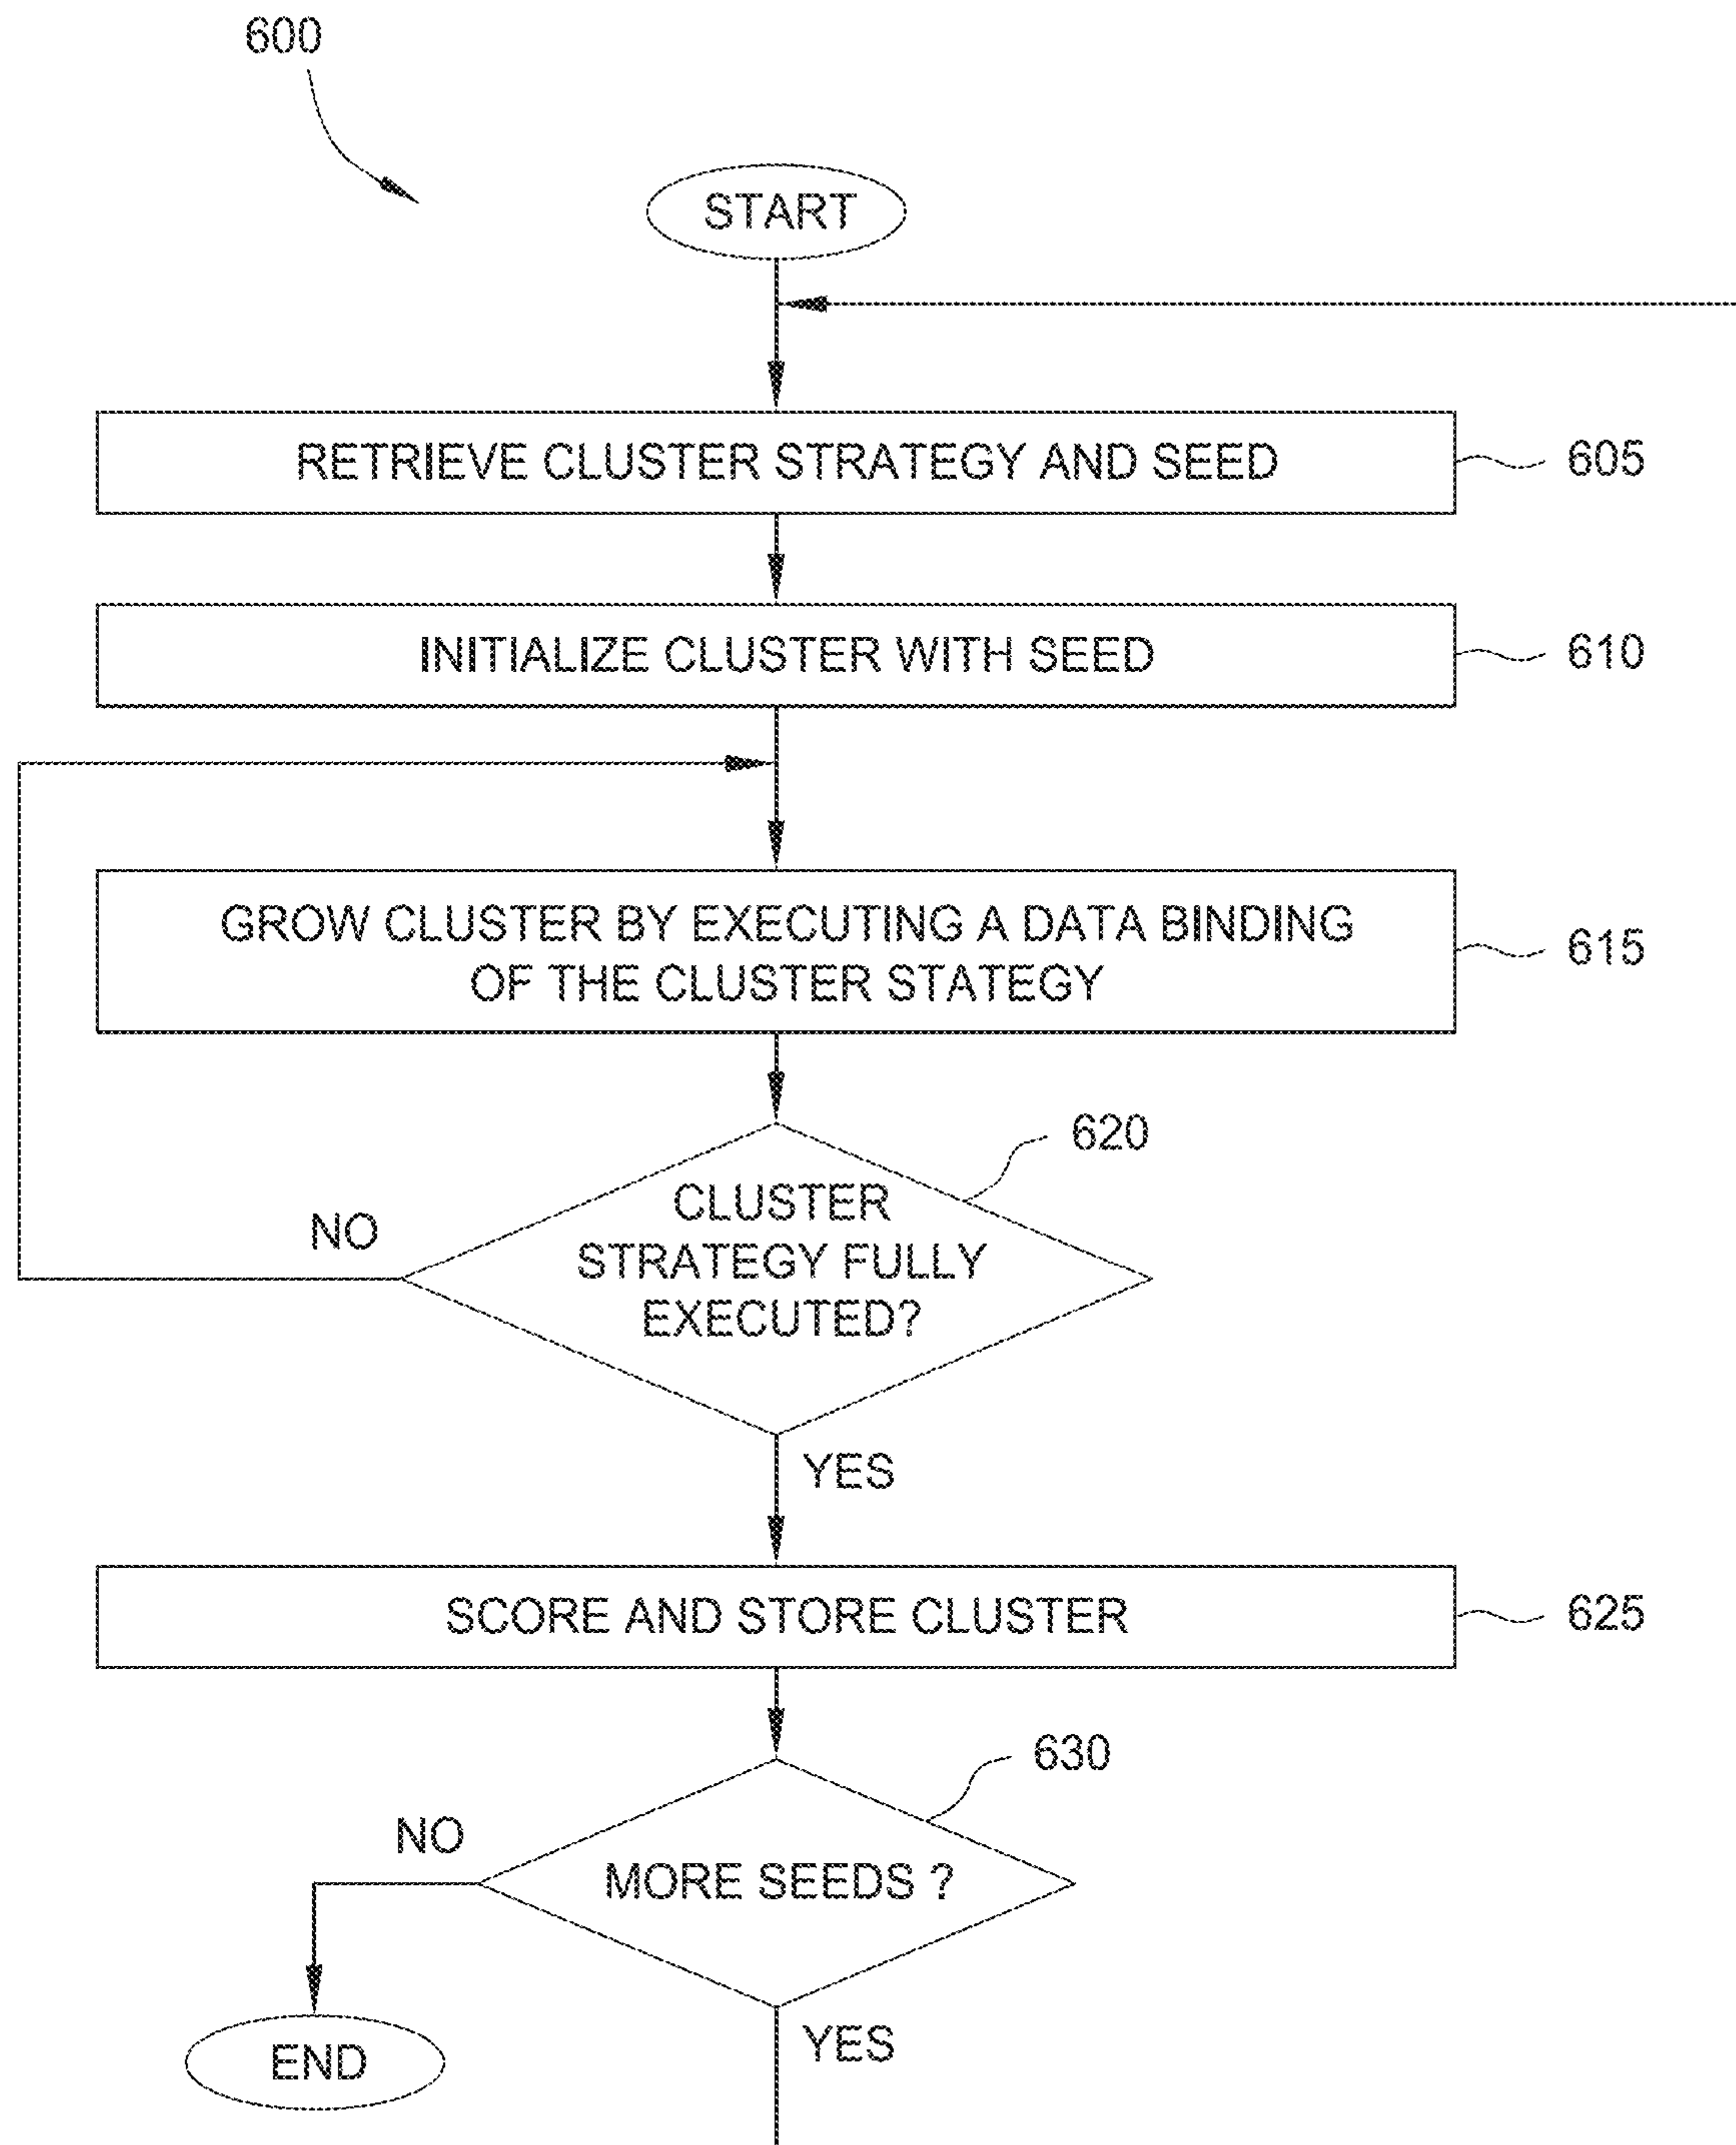 600
START
RETRIEVE CLUSTER STRATEGY AND SEED
605
INITIALIZE CLUSTER WITH SEED
610
GROW CLUSTER BY EXECUTING A DATA BINDING
OF THE CLUSTER STATEGY
615
620
CLUSTER
STRATEGY FULLY
EXECUTED?
NO
YES
SCORE AND STORE CLUSTER
625
630
NO
MORE SEEDS ?
YES
END